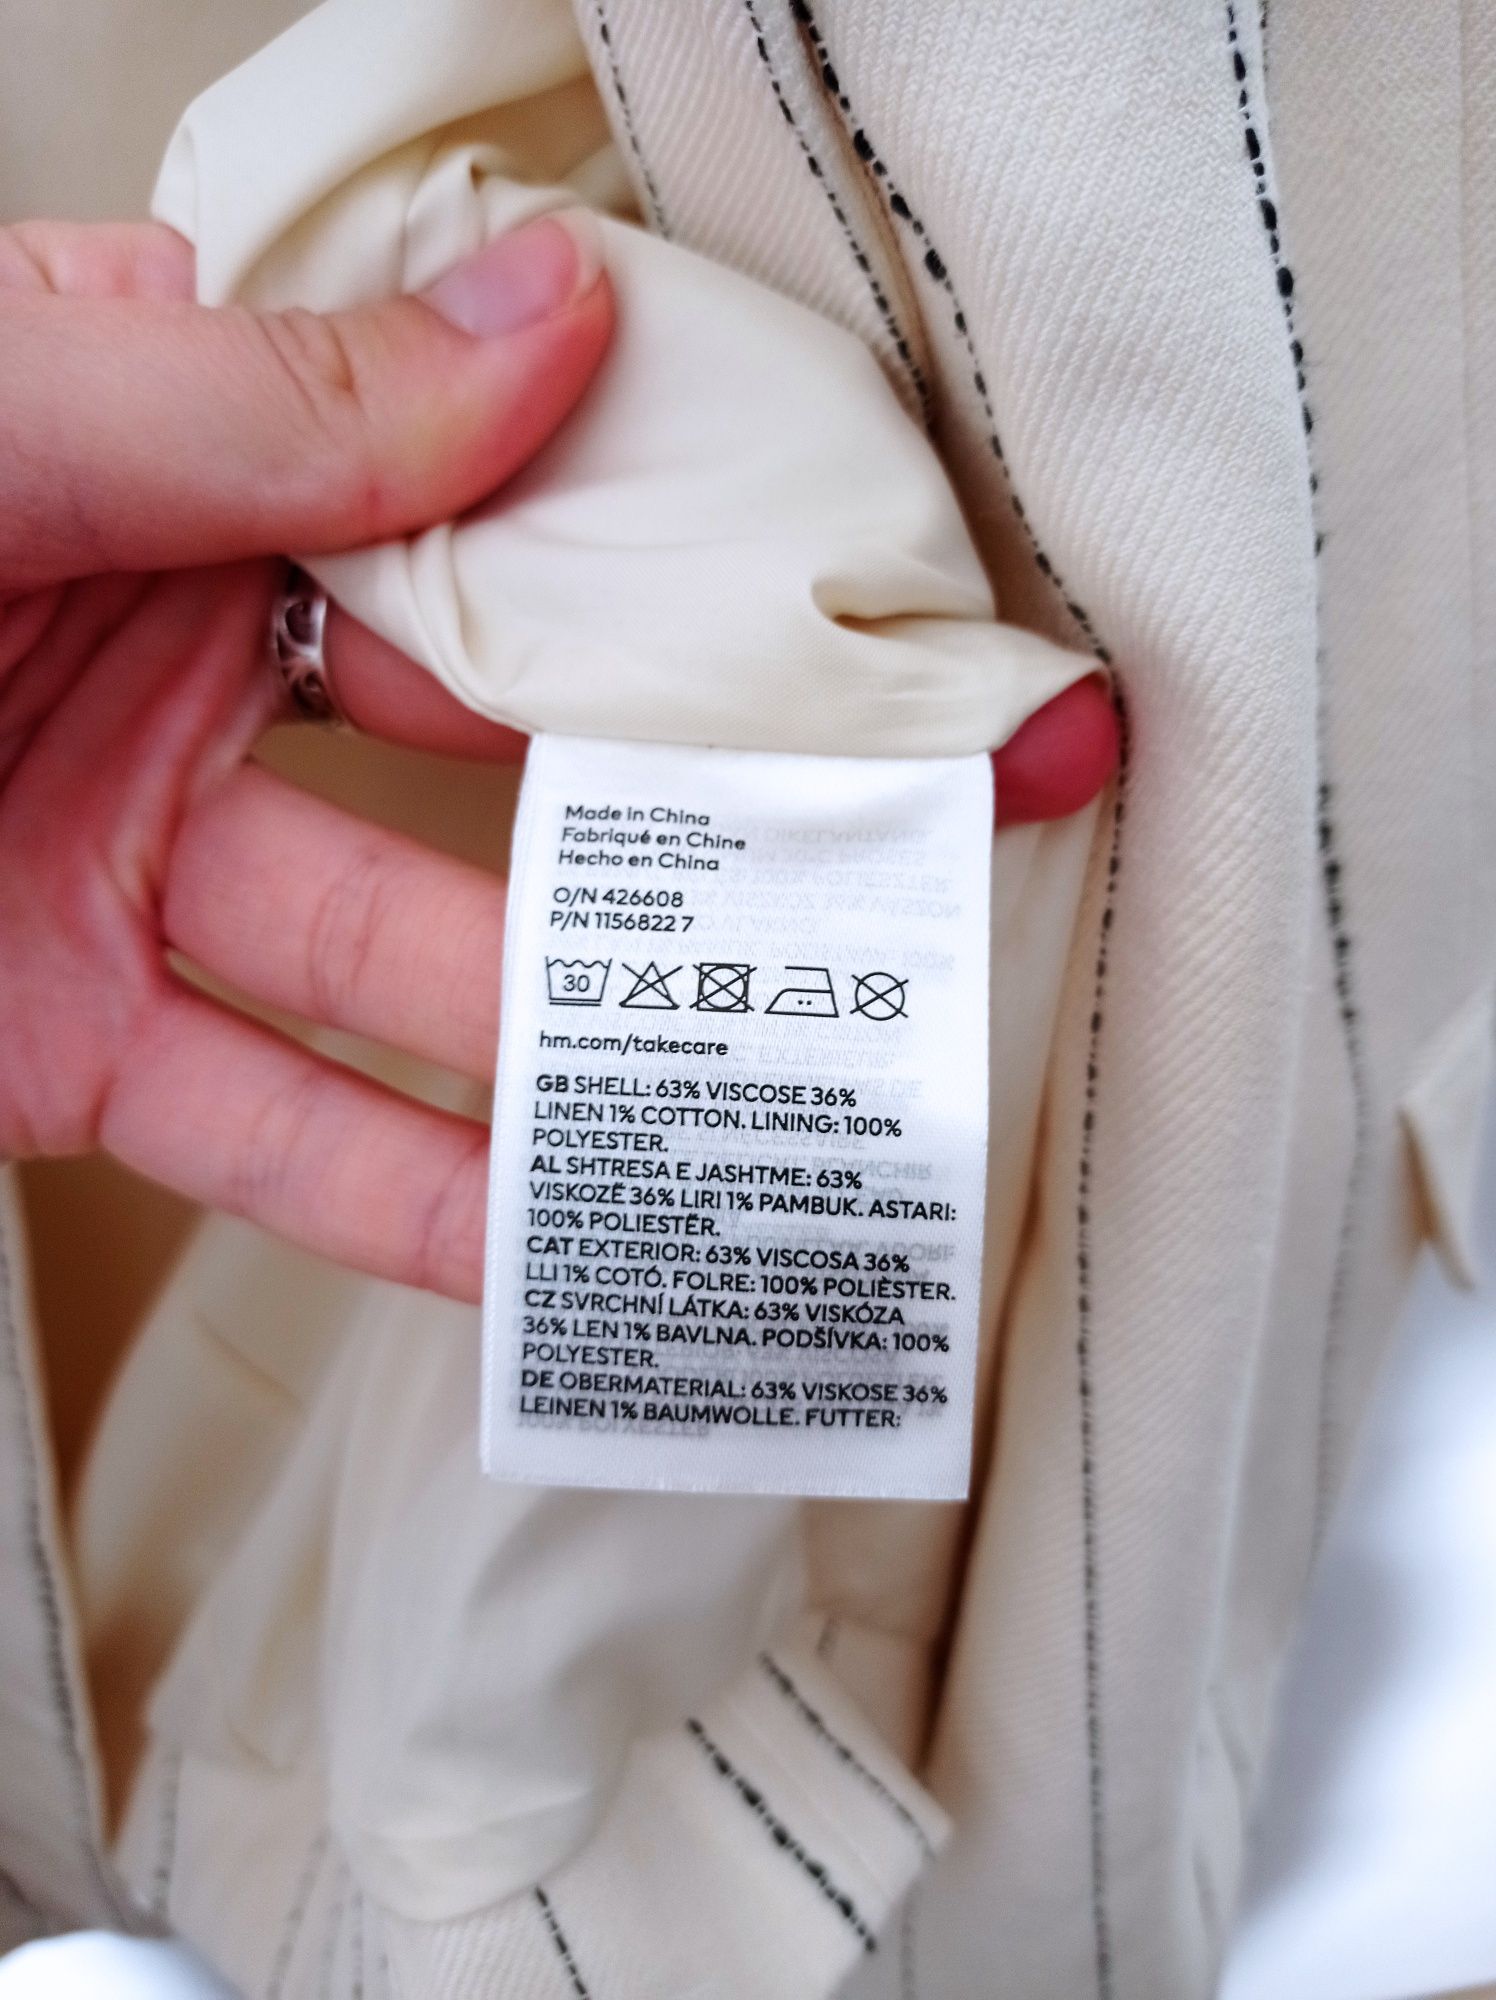 Made in China
Fabriqué en Chine
Hecho en China
O/N 426608
P/N 1156822 7
30
hm.com/takecare
GB SHELL: 63% VISCOSE 36%
LINEN 1% COTTON. LINING: 100%
POLYESTER.
AL SHTRESA E JASHTME: 63%
VISKOZË 36% LIRI 1% PAMBUK. ASTARI:
100% POLIESTËR.
CAT EXTERIOR: 63% VISCOSA 36%
LLI 1% COTÓ. FOLRE: 100% POLIÈSTER.
CZ SVRCHNÍ LÁTKA: 63% VISKÓZA
36% LEN 1% BAVLNA. PODŠÍVKA: 100%
POLYESTER.
DE OBERMATERIAL: 63% VISKOSE 36%
LEINEN 1% BAUMWOLLE. FUTTER: